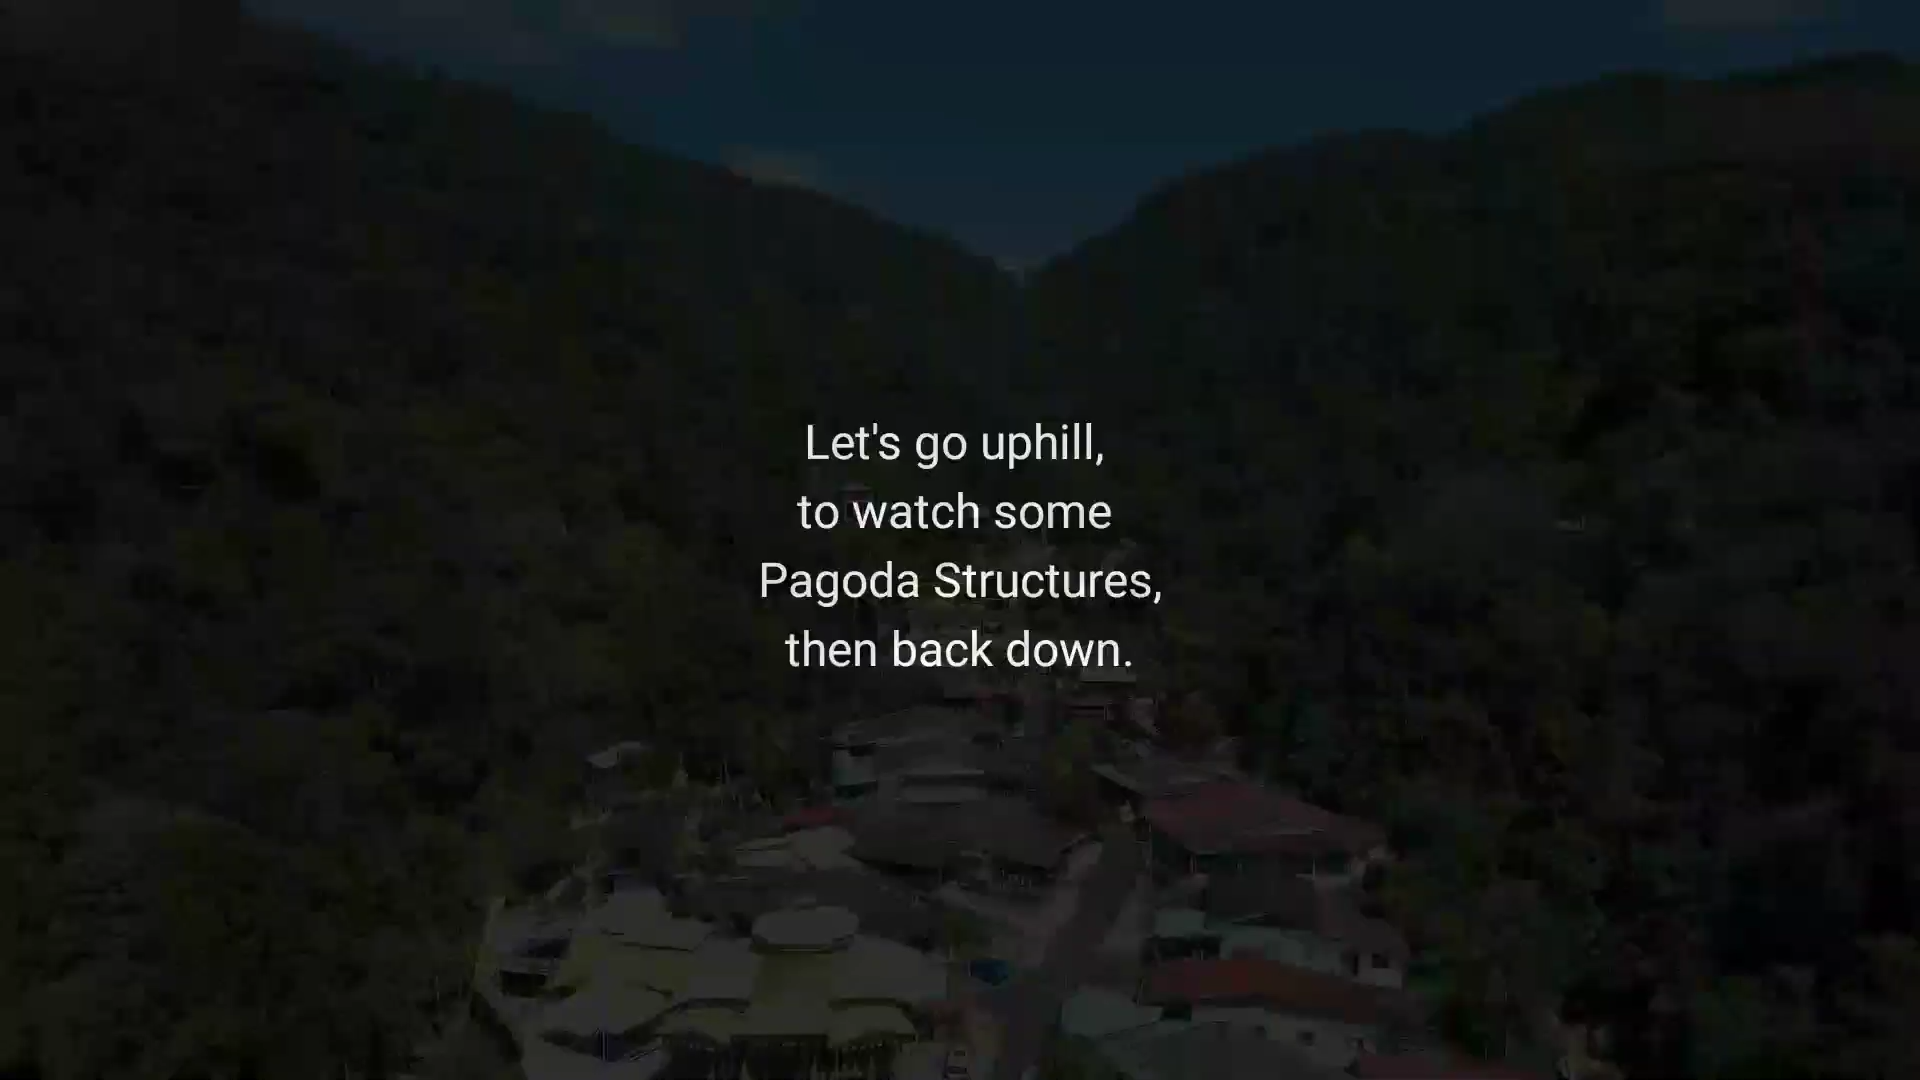 Let's go uphill,
to watch some
Pagoda Structures,
then back down.